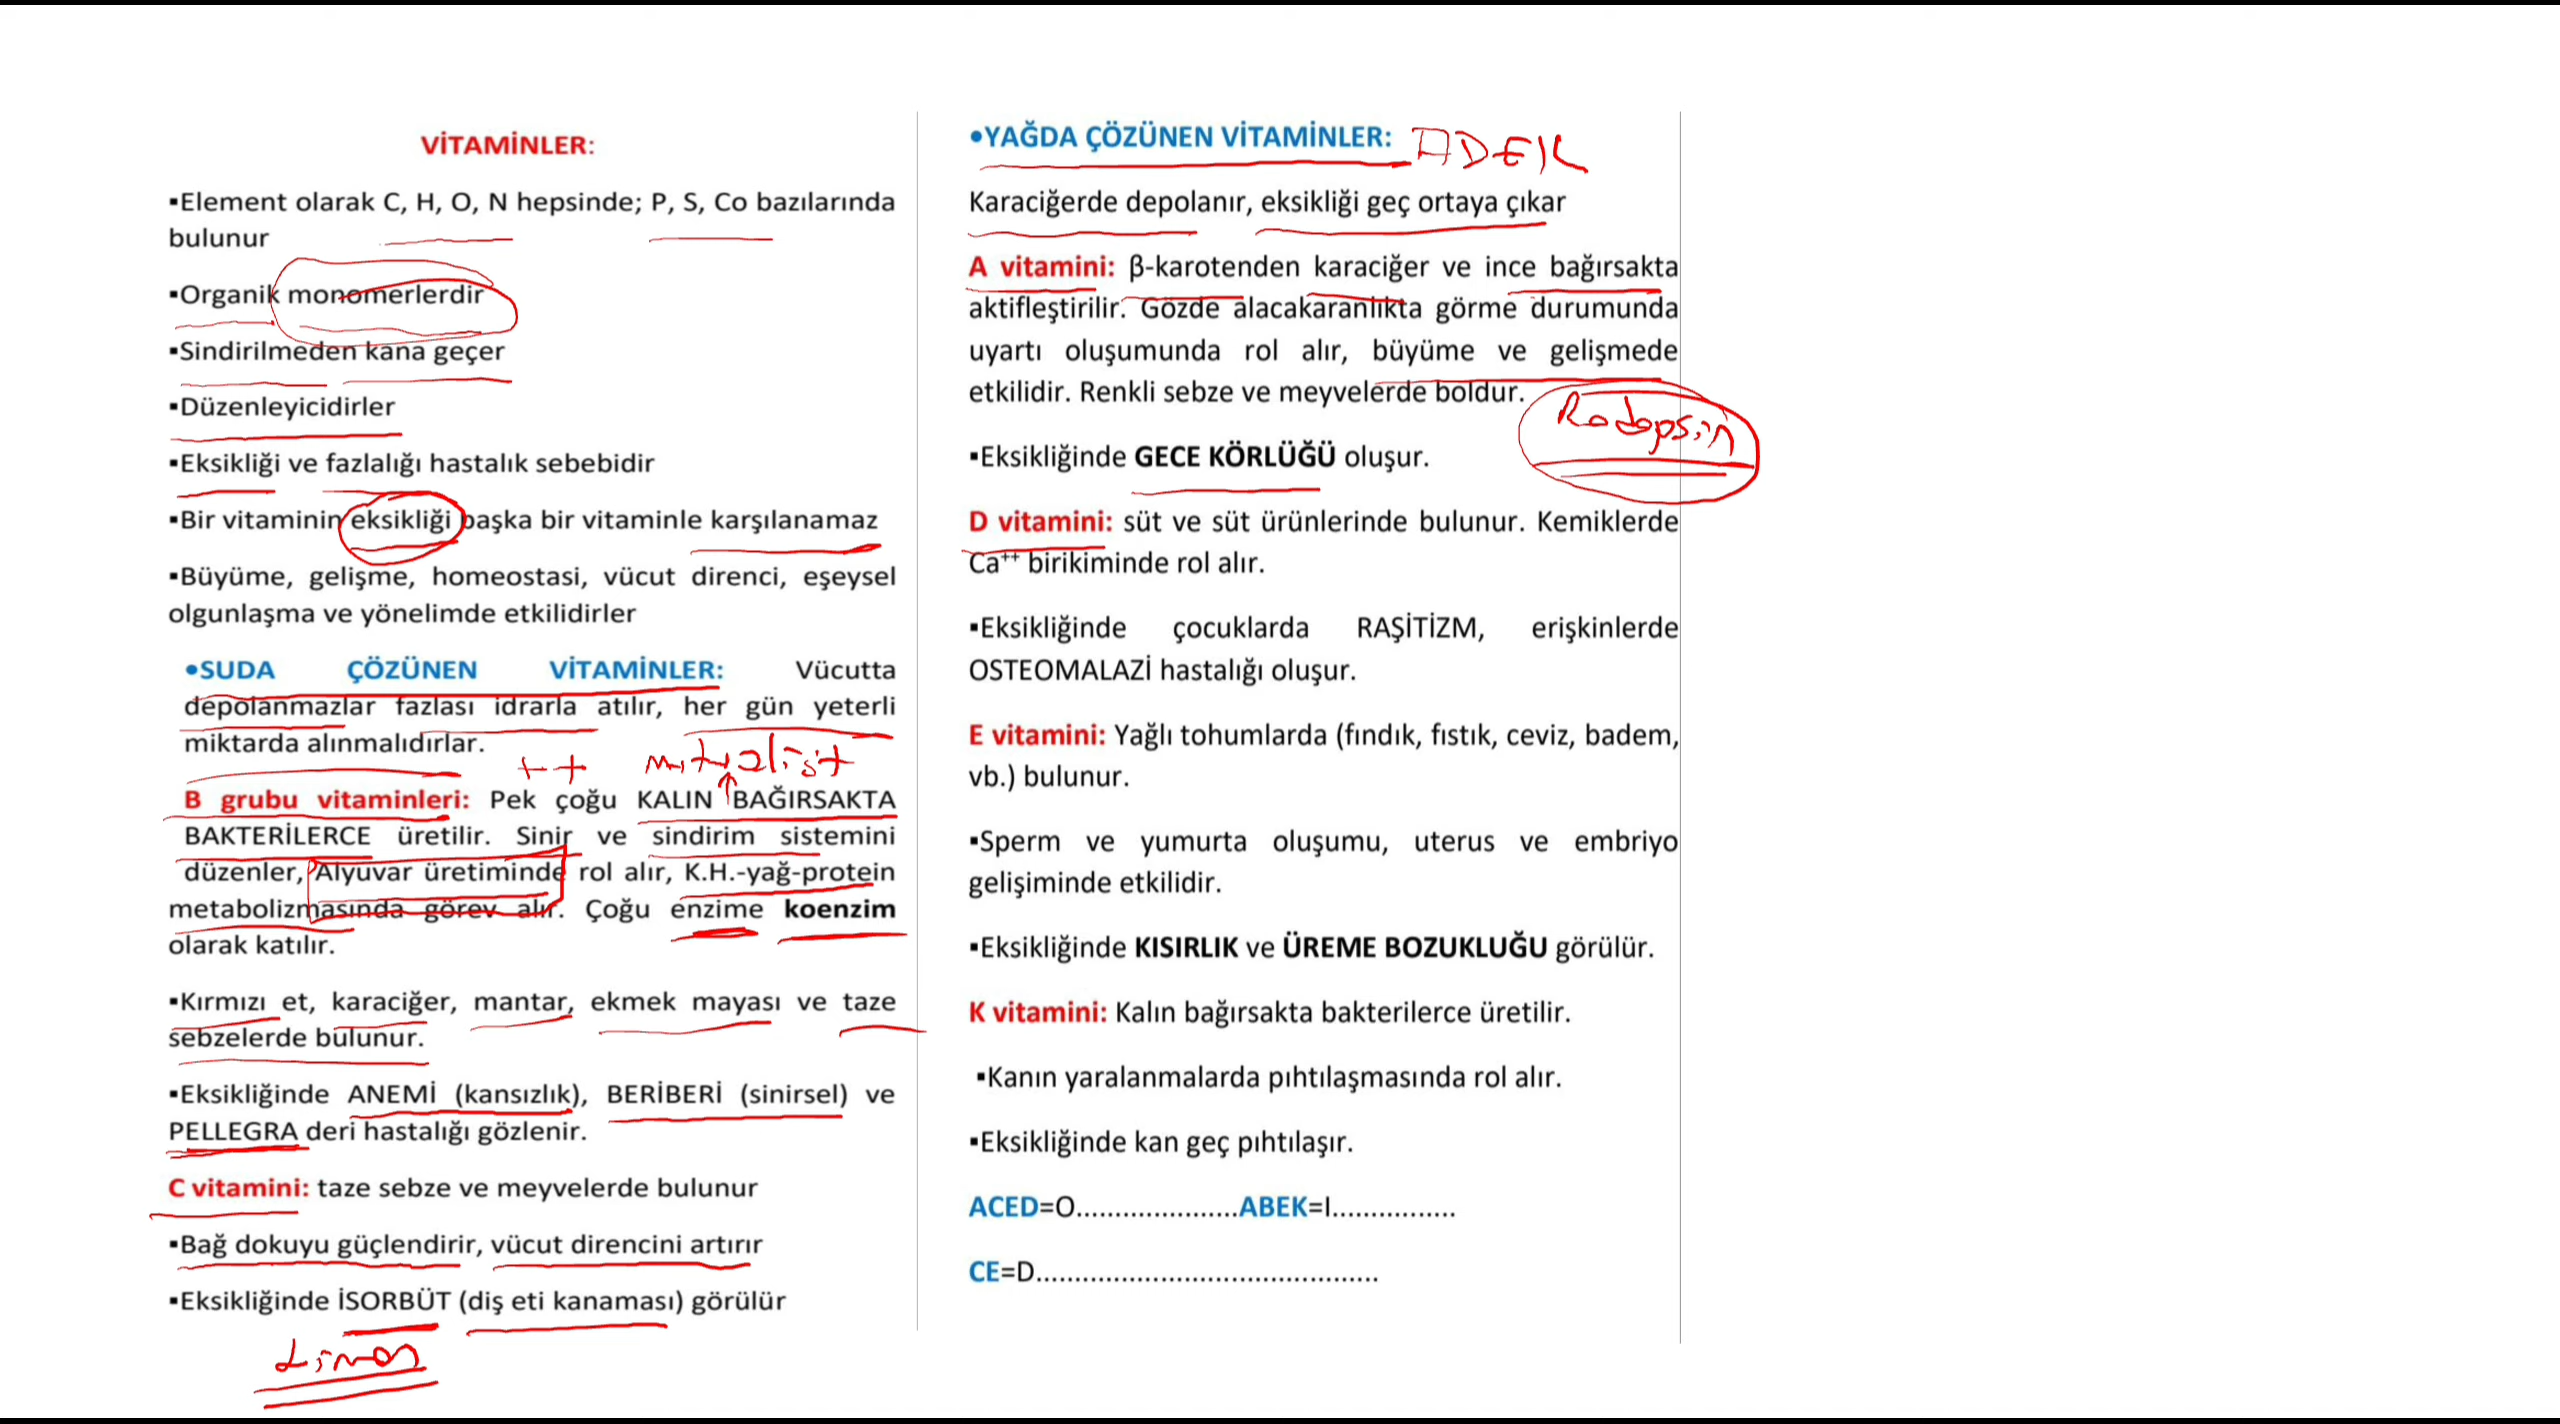 VİTAMİNLER:
▪Element olarak C, H, O, N hepsinde; P, S, Co bazılarında
bulunur
▪Organik monomerlerdir
▪Sindirilmeden kana geçer
▪Düzenleyicidirler
▪Eksikliği ve fazlalığı hastalık sebebidir
▪Bir vitaminin eksikliği başka bir vitaminle karşılanamaz
▪Büyüme, gelişme, homeostasi, vücut direnci, eşeysel
olgunlaşma ve yönelimde etkilidirler
•SUDA ÇÖZÜNEN VİTAMİNLER: Vücutta
depolanmazlar fazlası idrarla atılır, her gün yeterli
miktarda alınmalıdırlar.
++
B grubu vitaminleri: Pek çoğu KALIN BAĞIRSAKTA
BAKTERİLERCE üretilir. Sinir ve sindirim sistemini
düzenler, Alyuvar üretiminde rol alır, K.H.-yağ-protein
metabolizmasında görev alır. Çoğu enzime koenzim
olarak katılır.
▪Kırmızı et, karaciğer, mantar, ekmek mayası ve taze
sebzelerde bulunur.
▪Eksikliğinde ANEMİ (kansızlık), BERİBERİ (sinirsel) ve
PELLEGRA deri hastalığı gözlenir.
C vitamini: taze sebze ve meyvelerde bulunur
▪Bağ dokuyu güçlendirir, vücut direncini artırır
▪Eksikliğinde İSORBÜT (diş eti kanaması) görülür
Limon
•YAĞDA ÇÖZÜNEN VİTAMİNLER: ADEK
Karaciğerde depolanır, eksikliği geç ortaya çıkar
A vitamini: β-karotenden karaciğer ve ince bağırsakta
aktifleştirilir. Gözde alacakaranlıkta görme durumunda
uyartı oluşumunda rol alır, büyüme ve gelişmede
etkilidir. Renkli sebze ve meyvelerde boldur.
Rodopsin
▪Eksikliğinde GECE KÖRLÜĞÜ oluşur.
D vitamini: süt ve süt ürünlerinde bulunur. Kemiklerde
Ca⁺⁺ birikiminde rol alır.
▪Eksikliğinde çocuklarda RAŞİTİZM, erişkinlerde
OSTEOMALAZİ hastalığı oluşur.
E vitamini: Yağlı tohumlarda (fındık, fıstık, ceviz, badem,
vb.) bulunur.
▪Sperm ve yumurta oluşumu, uterus ve embriyo
gelişiminde etkilidir.
▪Eksikliğinde KISIRLIK ve ÜREME BOZUKLUĞU görülür.
K vitamini: Kalın bağırsakta bakterilerce üretilir.
▪Kanın yaralanmalarda pıhtılaşmasında rol alır.
▪Eksikliğinde kan geç pıhtılaşır.
ACED=O.....................ABEK=I................
CE=D............................................